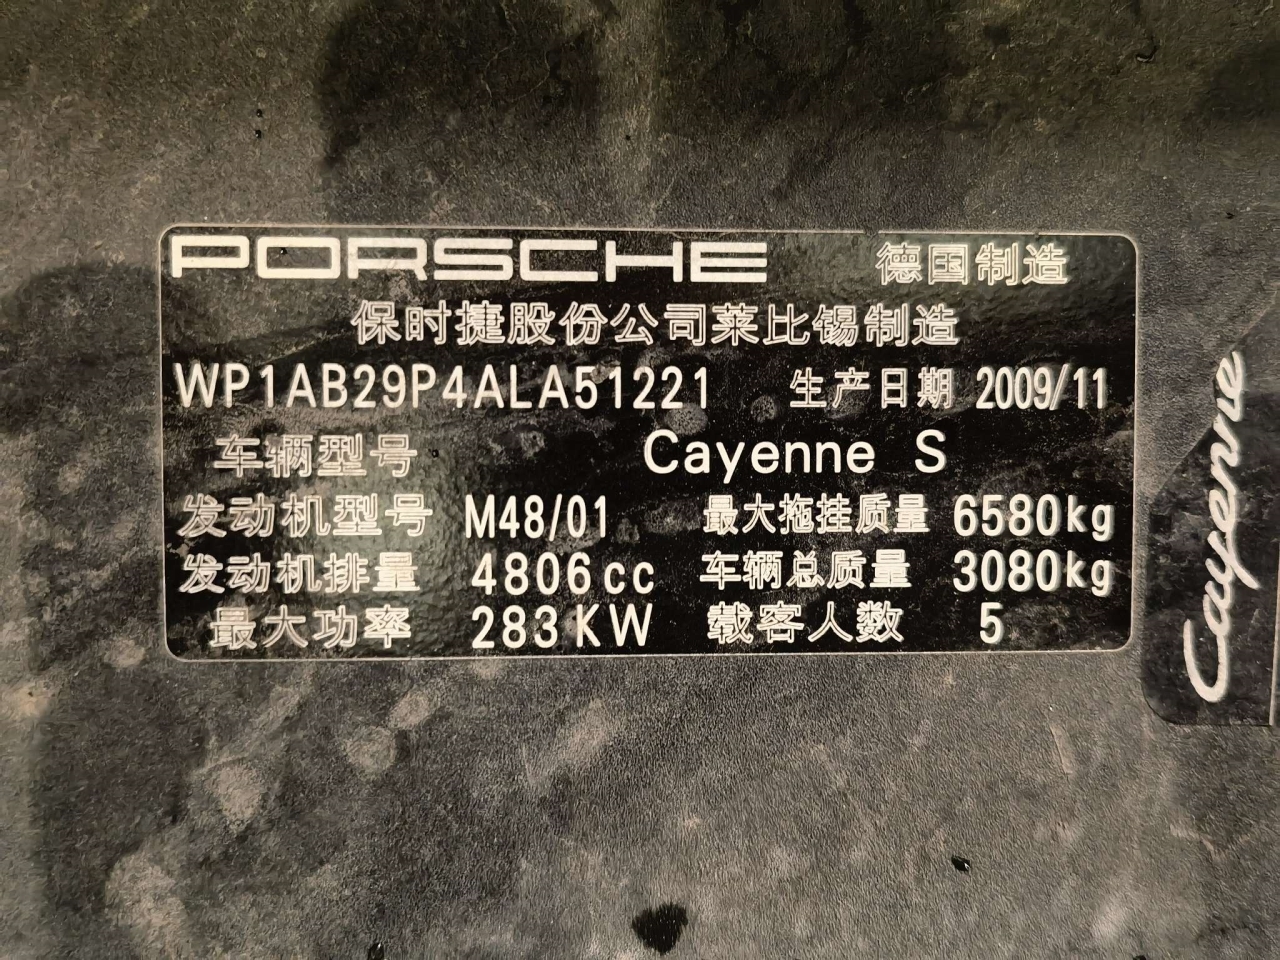 PORSCHE 德国制造
保时捷股份公司莱比锡制造
WP1AB29P4ALA51221 生产日期 2009/11
车辆型号 Cayenne S
发动机型号 M48/01 最大拖挂质量 6580kg
发动机排量 4806cc 车辆总质量 3080kg
最大功率 283KW 载客人数 5
Cayenne